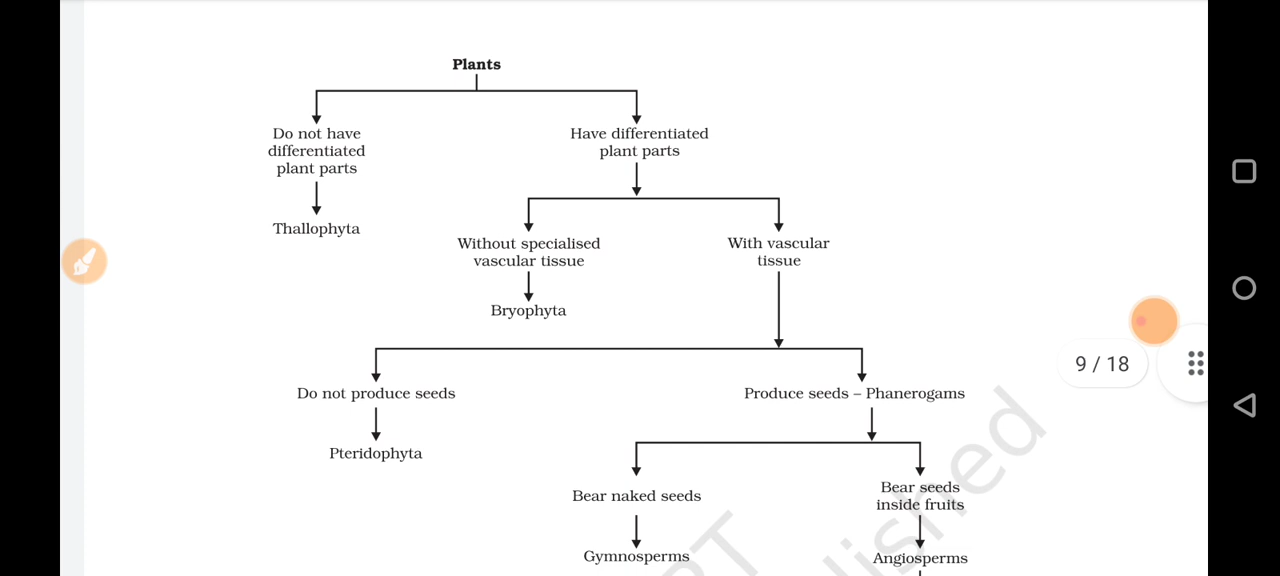 Plants
Do not have
differentiated
plant parts
Have differentiated
plant parts
Thallophyta
Without specialised
vascular tissue
With vascular
tissue
Bryophyta
9 / 18
Do not produce seeds
Produce seeds – Phanerogams
Pteridophyta
Bear naked seeds
Bear seeds
inside fruits
Gymnosperms
Angiosperms